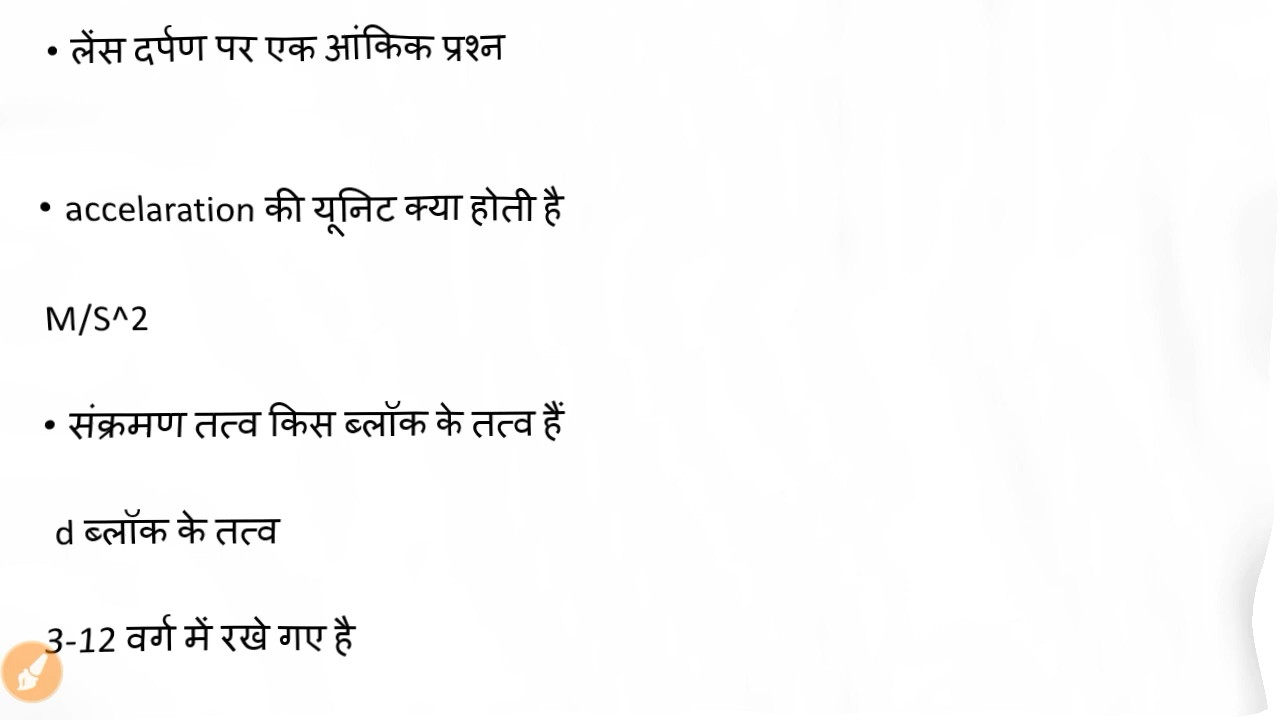 • लेंस दर्पण पर एक आंकिक प्रश्न
• accelaration की यूनिट क्या होती है
M/S^2
• संक्रमण तत्व किस ब्लॉक के तत्व हैं
d ब्लॉक के तत्व
3-12 वर्ग में रखे गए है